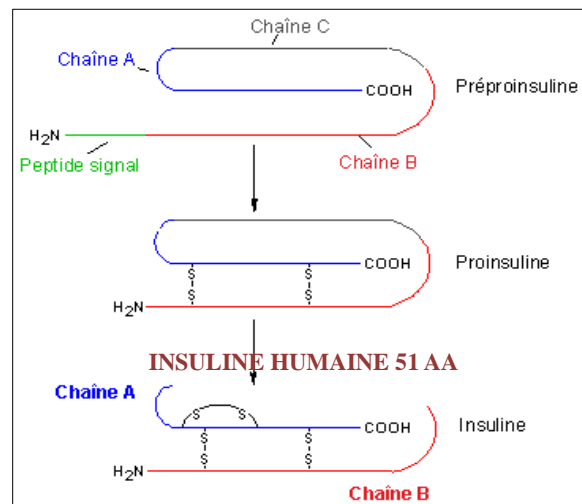 Chaîne C
Chaîne A
COOH
Préproinsuline
H₂N
Peptide signal
Chaîne B
S S
S S
COOH
Proinsuline
H₂N
INSULINE HUMAINE 51 AA
Chaîne A
S S
COOH
Insuline
S S
S S
H₂N
Chaîne B